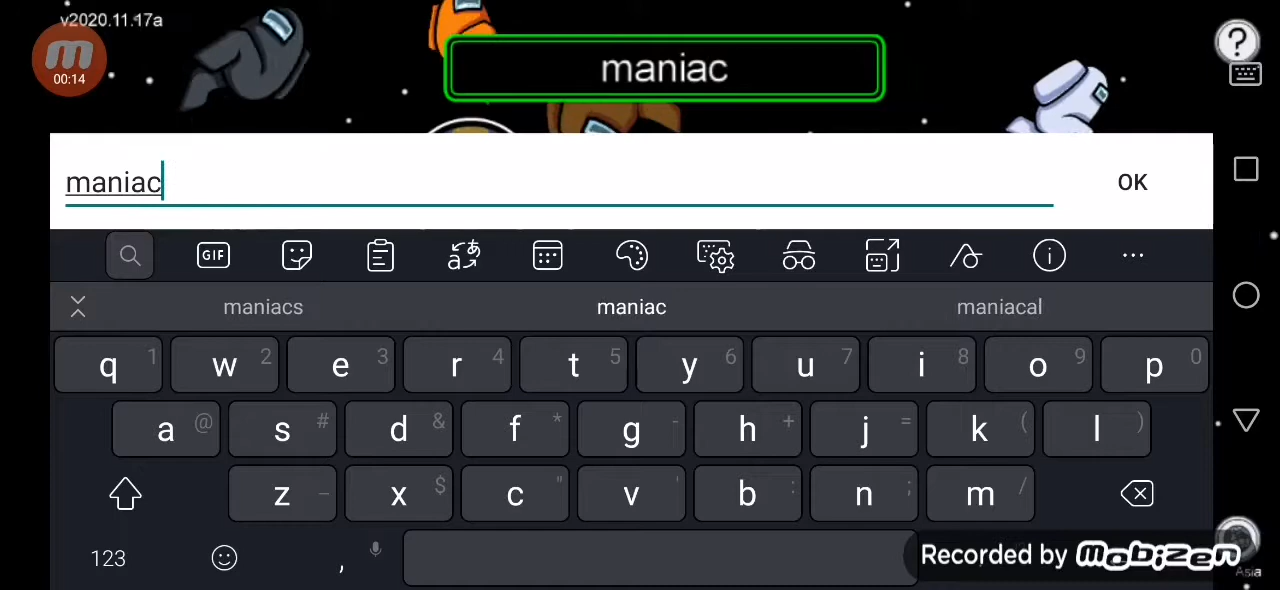 v2020.11.17a
00:14
maniac
?
maniac
OK
GIF
maniacs maniac maniacal
q 1 w 2 e 3 r 4 t 5 y 6 u 7 i 8 o 9 p 0
a @ s # d & f * g - h + j = k ( l )
z _ x $ c " v ' b : n ; m /
123 ,
Recorded by mobizen
Asia